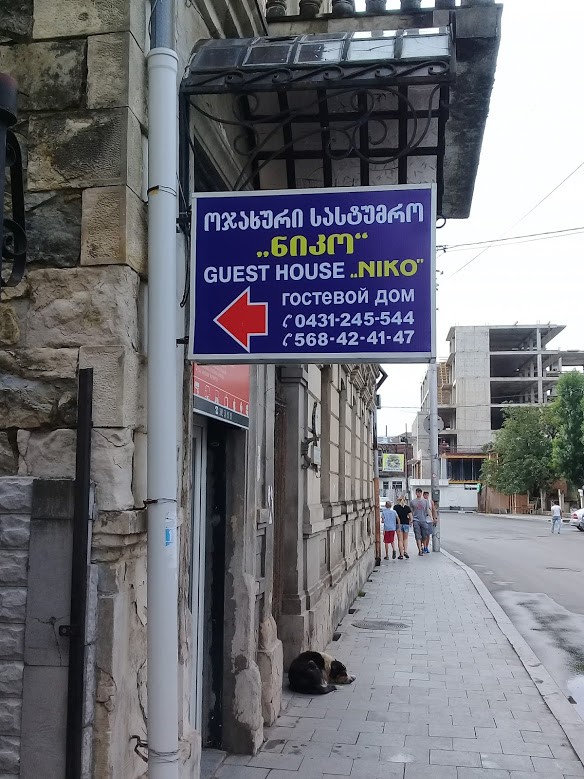 ოჯახური სასტუმრო
„ნიკო“
GUEST HOUSE „NIKO”
ГОСТЕВОЙ ДОМ
0431-245-544
568-42-41-47